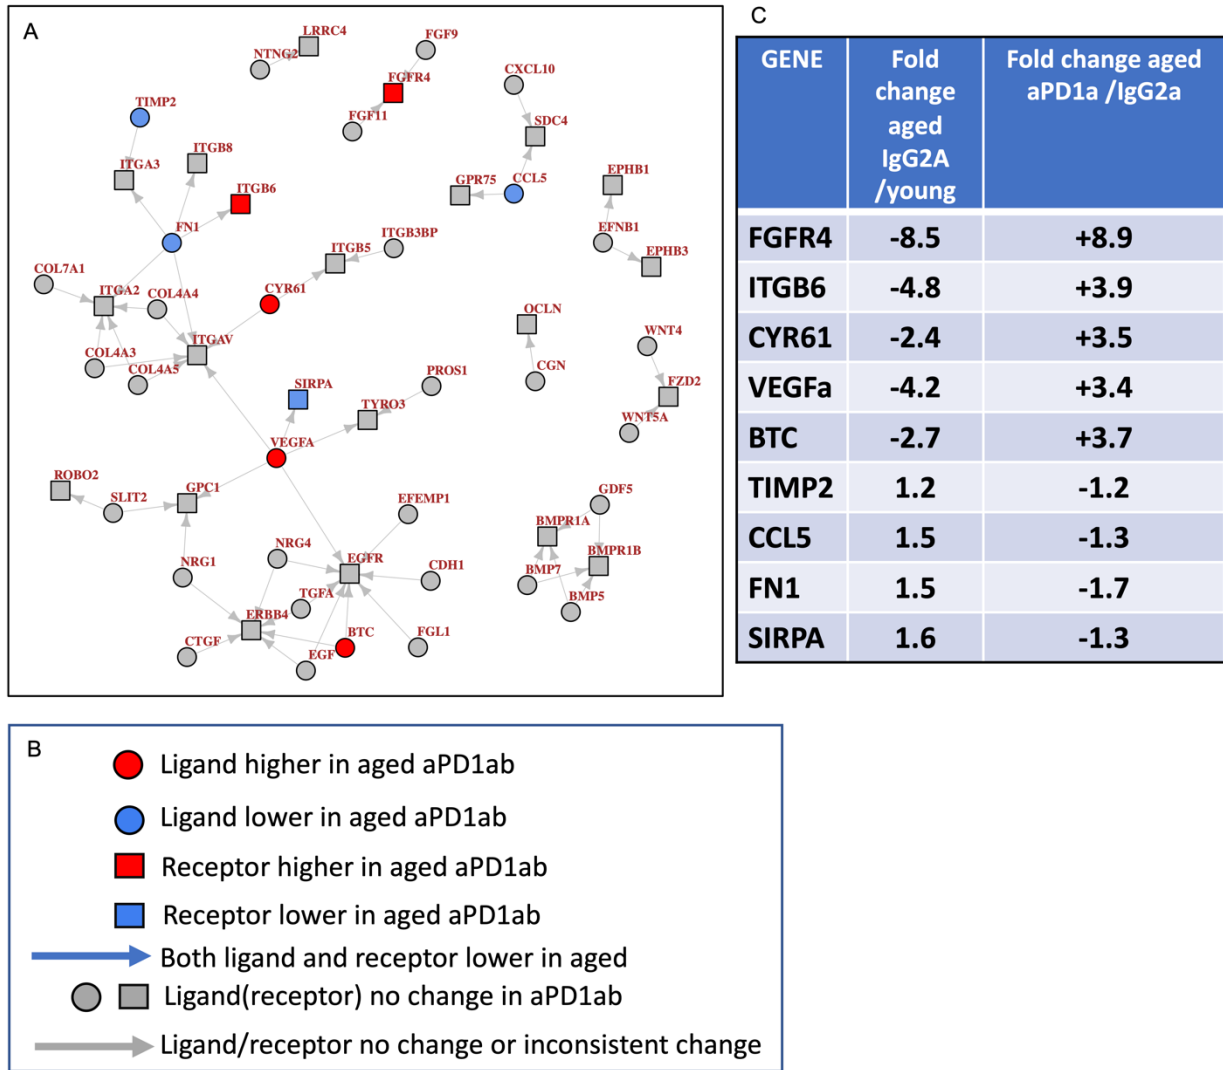 A
LRRC4
NTNG2
FGF9
FGFR4
FGF11
CXCL10
SDC4
TIMP2
ITGA3
ITGB8
ITGB6
GPR75
CCL5
EPHB1
EFNB1
EPHB3
FN1
ITGB5
ITGB3BP
COL7A1
ITGA2
COL4A4
CYR61
ITGAV
COL4A3
COL4A5
OCLN
CGN
WNT4
FZD2
WNT5A
SIRPA
PROS1
TYRO3
VEGFA
ROBO2
SLIT2
GPC1
EFEMP1
NRG4
EGFR
NRG1
CDH1
TGFA
ERBB4
CTGF
EGF
BTC
FGL1
GDF5
BMPR1A
BMPR1B
BMP7
BMP5
B
Ligand higher in aged aPD1ab
Ligand lower in aged aPD1ab
Receptor higher in aged aPD1ab
Receptor lower in aged aPD1ab
Both ligand and receptor lower in aged
Ligand(receptor) no change in aPD1ab
Ligand/receptor no change or inconsistent change
C
GENE
Fold
change
aged
IgG2A
/young
Fold change aged
aPD1a /IgG2a
FGFR4 -8.5 +8.9
ITGB6 -4.8 +3.9
CYR61 -2.4 +3.5
VEGFa -4.2 +3.4
BTC -2.7 +3.7
TIMP2 1.2 -1.2
CCL5 1.5 -1.3
FN1 1.5 -1.7
SIRPA 1.6 -1.3